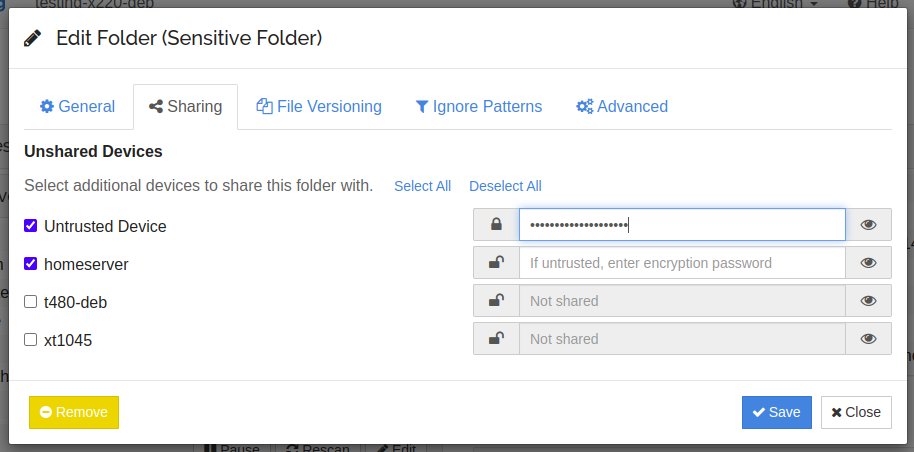 testing-x220-deb English Help
Edit Folder (Sensitive Folder)
General Sharing File Versioning Ignore Patterns Advanced
Unshared Devices
Select additional devices to share this folder with. Select All Deselect All
Untrusted Device ••••••••••••••••••••
homeserver If untrusted, enter encryption password
t480-deb Not shared
xt1045 Not shared
Remove Save Close
Pause Rescan Edit